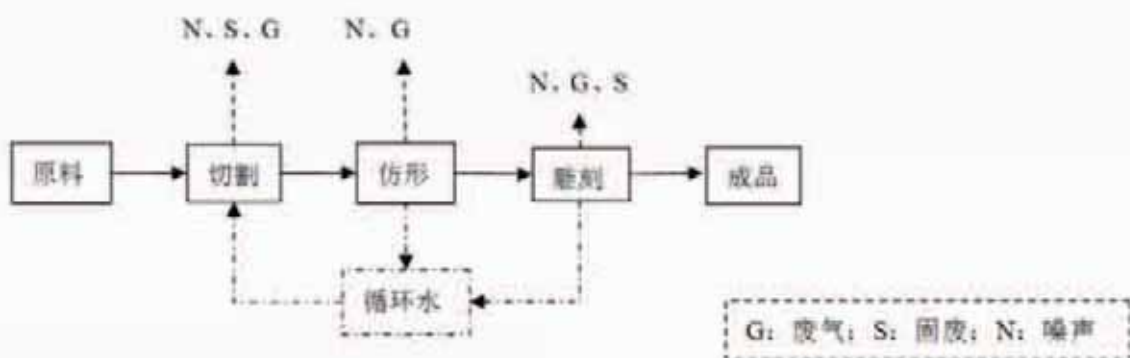 N、S、G
N、G
N、G、S
原料
切割
仿形
雕刻
成品
循环水
G：废气；S：固废；N：噪声